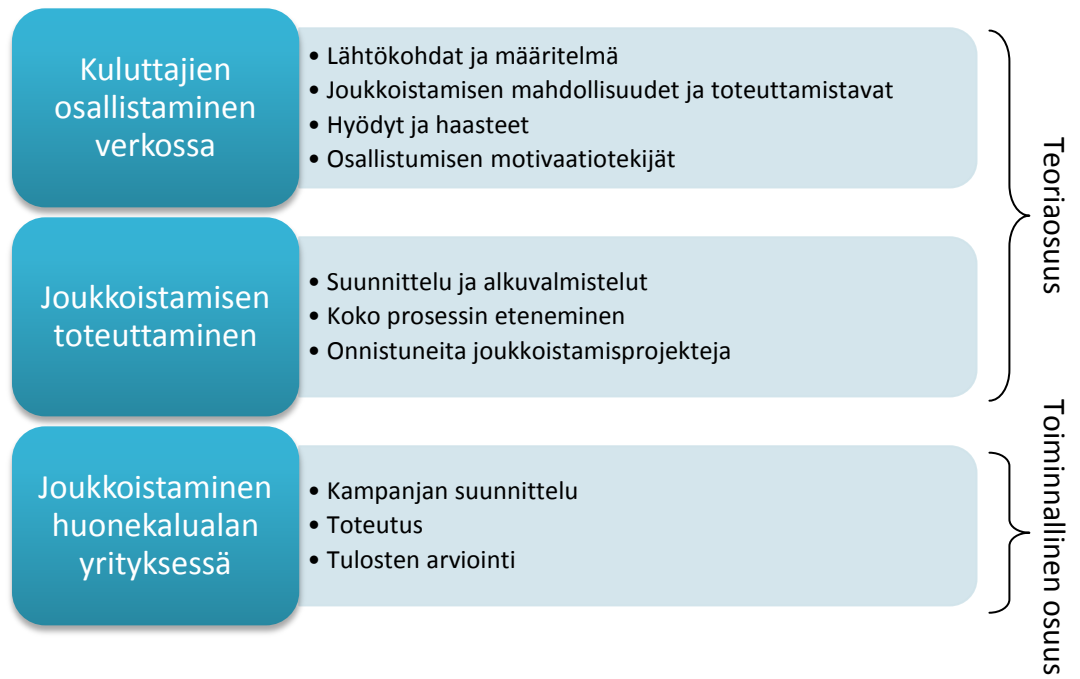 Kuluttajien
osallistaminen
verkossa
• Lähtökohdat ja määritelmä
• Joukkoistamisen mahdollisuudet ja toteuttamistavat
• Hyödyt ja haasteet
• Osallistumisen motivaatiotekijät
Joukkoistamisen
toteuttaminen
• Suunnittelu ja alkuvalmistelut
• Koko prosessin eteneminen
• Onnistuneita joukkoistamisprojekteja
Teoriaosuus
Joukkoistaminen
huonekalualan
yrityksessä
• Kampanjan suunnittelu
• Toteutus
• Tulosten arviointi
Toiminnallinen osuus